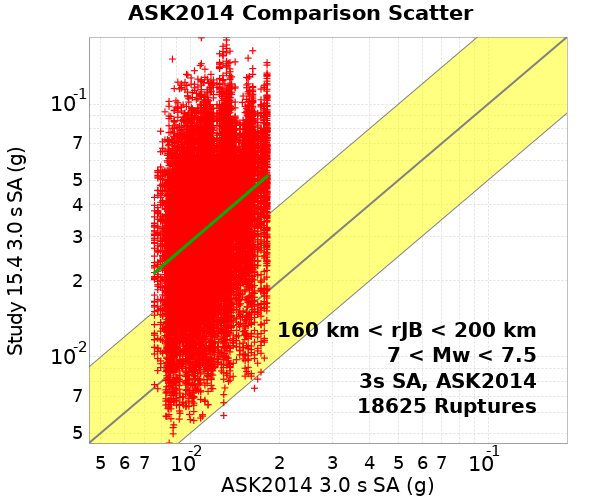 ASK2014 Comparison Scatter
Study 15.4 3.0 s SA (g)
10-1
7
5
4
3
2
10-2
7
5
160 km < rJB < 200 km
7 < Mw < 7.5
3s SA, ASK2014
18625 Ruptures
5 6 7 10-2 2 3 4 5 6 7 10-1
ASK2014 3.0 s SA (g)